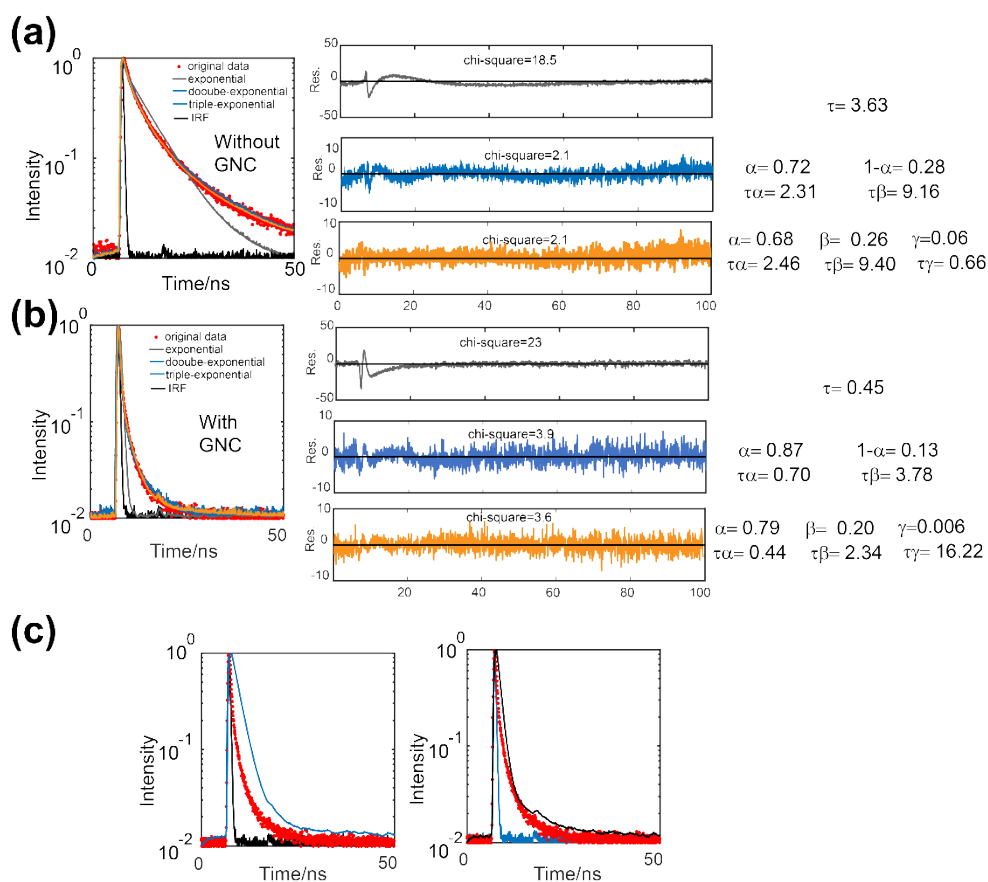 (a)
10⁰
10⁻¹
10⁻²
Intensity
original data
exponential
dooube-exponential
triple-exponential
IRF
Without
GNC
0
50
Time/ns
50
0
-50
Res.
chi-square=18.5
τ= 3.63
10
0
-10
Res.
chi-square=2.1
α= 0.72 1-α= 0.28
τα= 2.31 τβ= 9.16
10
0
-10
Res.
chi-square=2.1
α= 0.68 β= 0.26 γ=0.06
τα= 2.46 τβ= 9.40 τγ= 0.66
0 20 40 60 80 100
(b)
10⁰
10⁻¹
10⁻²
Intensity
original data
exponential
dooube-exponential
triple-exponential
IRF
With
GNC
0
50
Time/ns
50
0
-50
Res.
chi-square=23
τ= 0.45
10
0
-10
Res.
chi-square=3.9
α= 0.87 1-α= 0.13
τα= 0.70 τβ= 3.78
10
0
-10
Res
chi-square=3.6
α= 0.79 β= 0.20 γ=0.006
τα= 0.44 τβ= 2.34 τγ= 16.22
20 40 60 80 100
(c)
10⁰
10⁻¹
10⁻²
Intensity
0
50
Time/ns
10⁰
10⁻¹
10⁻²
Intensity
0
50
Time/ns